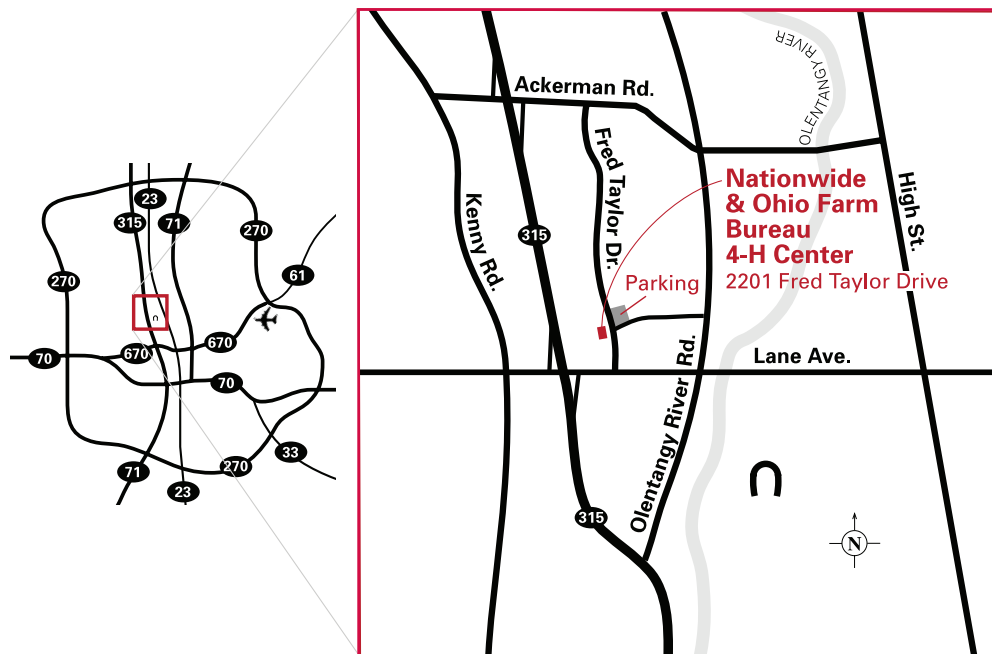 23
315
71
270
270
61
670
670
70
70
33
270
71
23
OLENTANGY RIVER
Ackerman Rd.
Fred Taylor Dr.
Kenny Rd.
315
High St.
Nationwide
& Ohio Farm
Bureau
4-H Center
2201 Fred Taylor Drive
Parking
Lane Ave.
Olentangy River Rd.
315
N